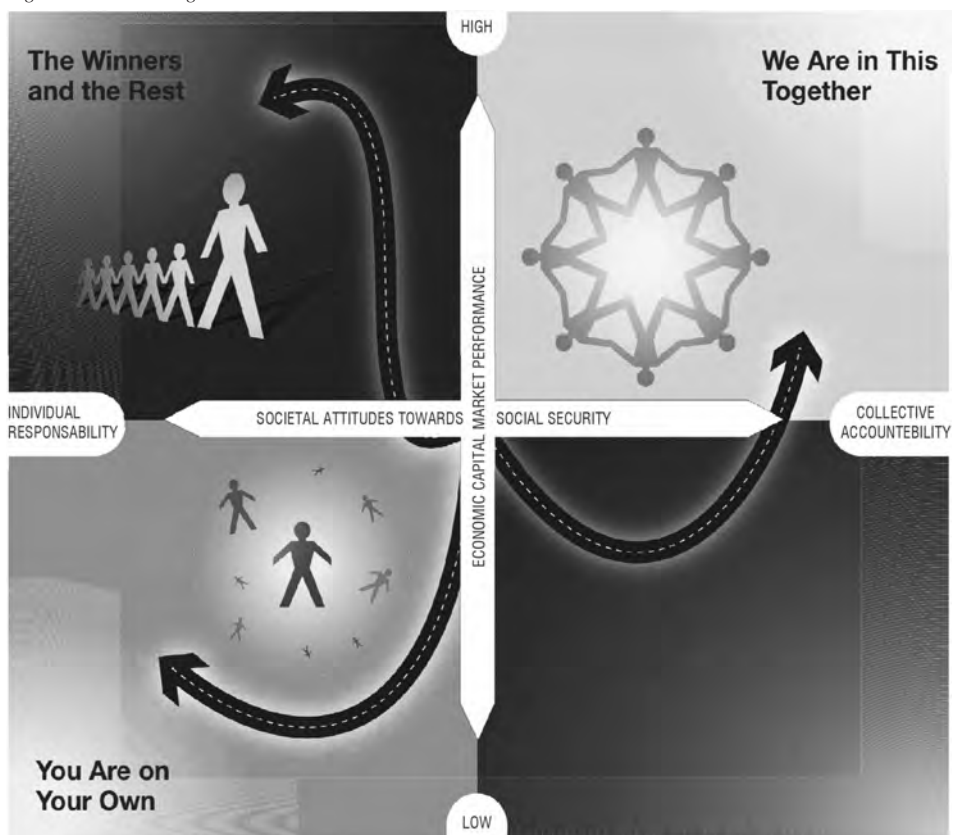 HIGH
The Winners
and the Rest
We Are in This
Together
ECONOMIC CAPITAL MARKET PERFORMANCE
INDIVIDUAL
RESPONSABILITY
SOCIETAL ATTITUDES TOWARDS SOCIAL SECURITY
COLLECTIVE
ACCOUNTEBILITY
You Are on
Your Own
LOW